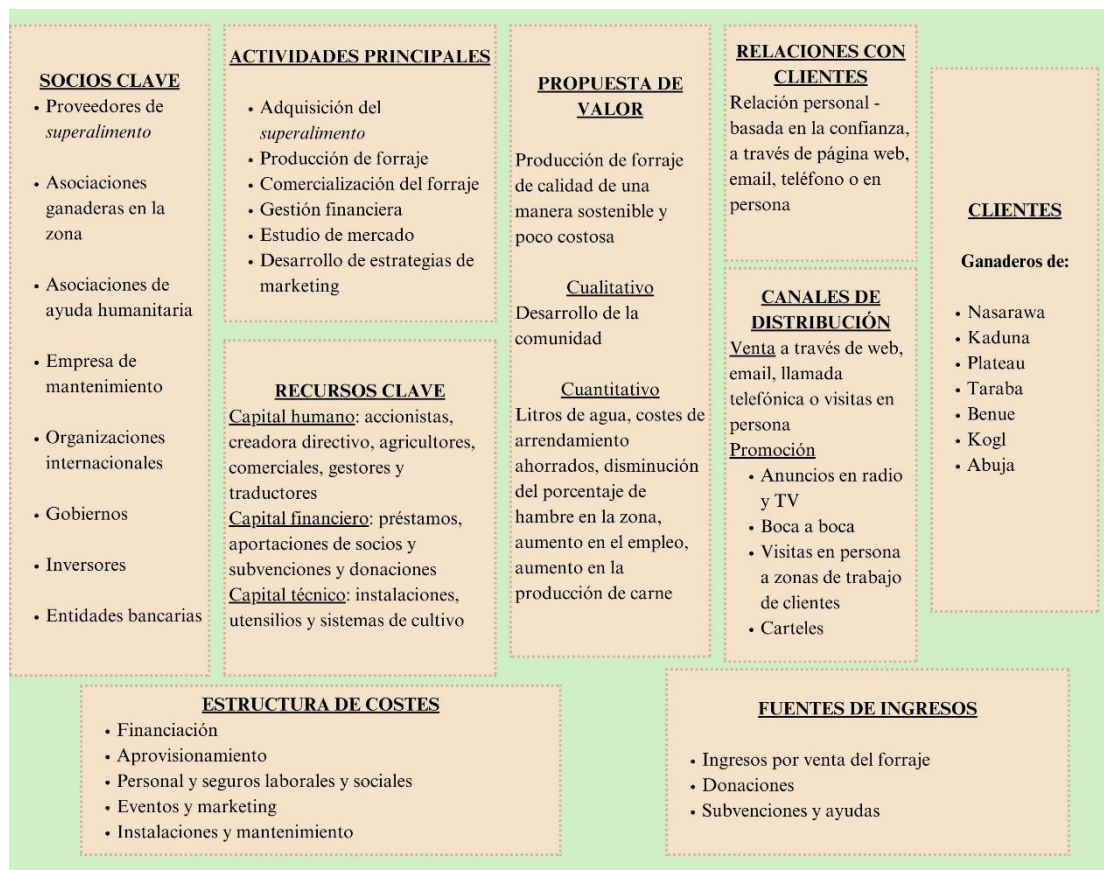 SOCIOS CLAVE
• Proveedores de
superalimento
• Asociaciones
ganaderas en la
zona
• Asociaciones de
ayuda humanitaria
• Empresa de
mantenimiento
• Organizaciones
internacionales
• Gobiernos
• Inversores
• Entidades bancarias
ACTIVIDADES PRINCIPALES
• Adquisición del
superalimento
• Producción de forraje
• Comercialización del forraje
• Gestión financiera
• Estudio de mercado
• Desarrollo de estrategias de
marketing
RECURSOS CLAVE
Capital humano: accionistas,
creadora directivo, agricultores,
comerciales, gestores y
traductores
Capital financiero: préstamos,
aportaciones de socios y
subvenciones y donaciones
Capital técnico: instalaciones,
utensilios y sistemas de cultivo
PROPUESTA DE
VALOR
Producción de forraje
de calidad de una
manera sostenible y
poco costosa
Cualitativo
Desarrollo de la
comunidad
Cuantitativo
Litros de agua, costes de
arrendamiento
ahorrados, disminución
del porcentaje de
hambre en la zona,
aumento en el empleo,
aumento en la
producción de carne
RELACIONES CON
CLIENTES
Relación personal -
basada en la confianza,
a través de página web,
email, teléfono o en
persona
CANALES DE
DISTRIBUCIÓN
Venta a través de web,
email, llamada
telefónica o visitas en
persona
Promoción
• Anuncios en radio
y TV
• Boca a boca
• Visitas en persona
a zonas de trabajo
de clientes
• Carteles
CLIENTES
Ganaderos de:
• Nasarawa
• Kaduna
• Plateau
• Taraba
• Benue
• Kogl
• Abuja
ESTRUCTURA DE COSTES
• Financiación
• Aprovisionamiento
• Personal y seguros laborales y sociales
• Eventos y marketing
• Instalaciones y mantenimiento
FUENTES DE INGRESOS
• Ingresos por venta del forraje
• Donaciones
• Subvenciones y ayudas